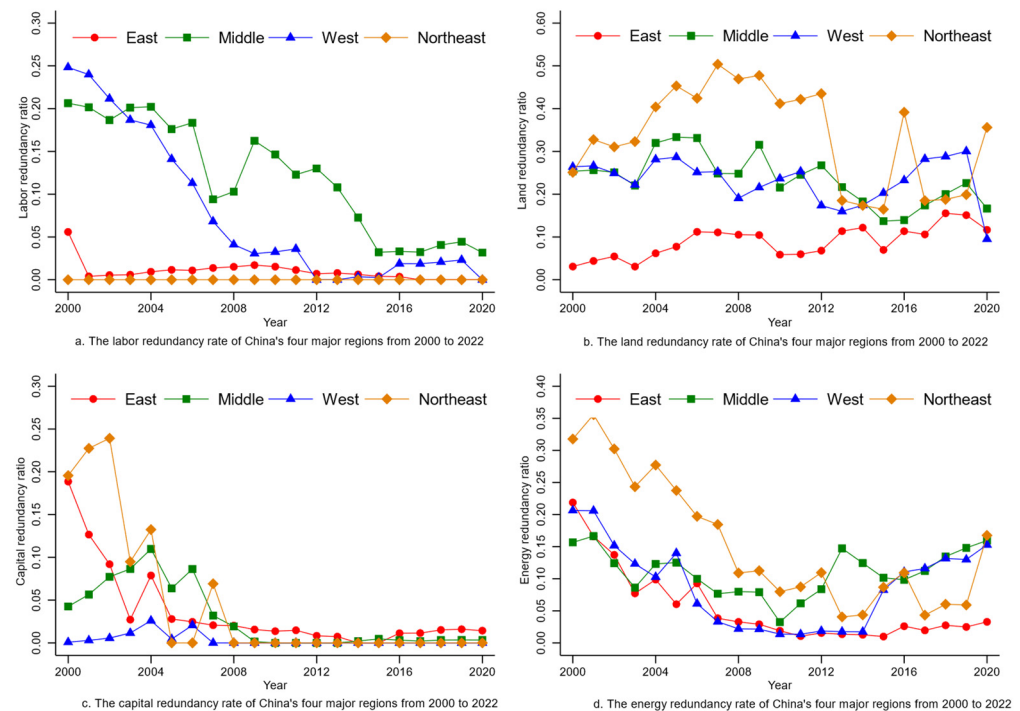 East Middle West Northeast
Labor redundancy ratio
0.30
0.25
0.20
0.15
0.10
0.05
0.00
2000 2004 2008 2012 2016 2020
Year
a. The labor redundancy rate of China's four major regions from 2000 to 2022
East Middle West Northeast
Land redundancy ratio
0.60
0.50
0.40
0.30
0.20
0.10
0.00
2000 2004 2008 2012 2016 2020
Year
b. The land redundancy rate of China's four major regions from 2000 to 2022
East Middle West Northeast
Capital redundancy ratio
0.30
0.25
0.20
0.15
0.10
0.05
0.00
2000 2004 2008 2012 2016 2020
Year
c. The capital redundancy rate of China's four major regions from 2000 to 2022
East Middle West Northeast
Energy redundancy ratio
0.40
0.35
0.30
0.25
0.20
0.15
0.10
0.05
0.00
2000 2004 2008 2012 2016 2020
Year
d. The energy redundancy rate of China's four major regions from 2000 to 2022